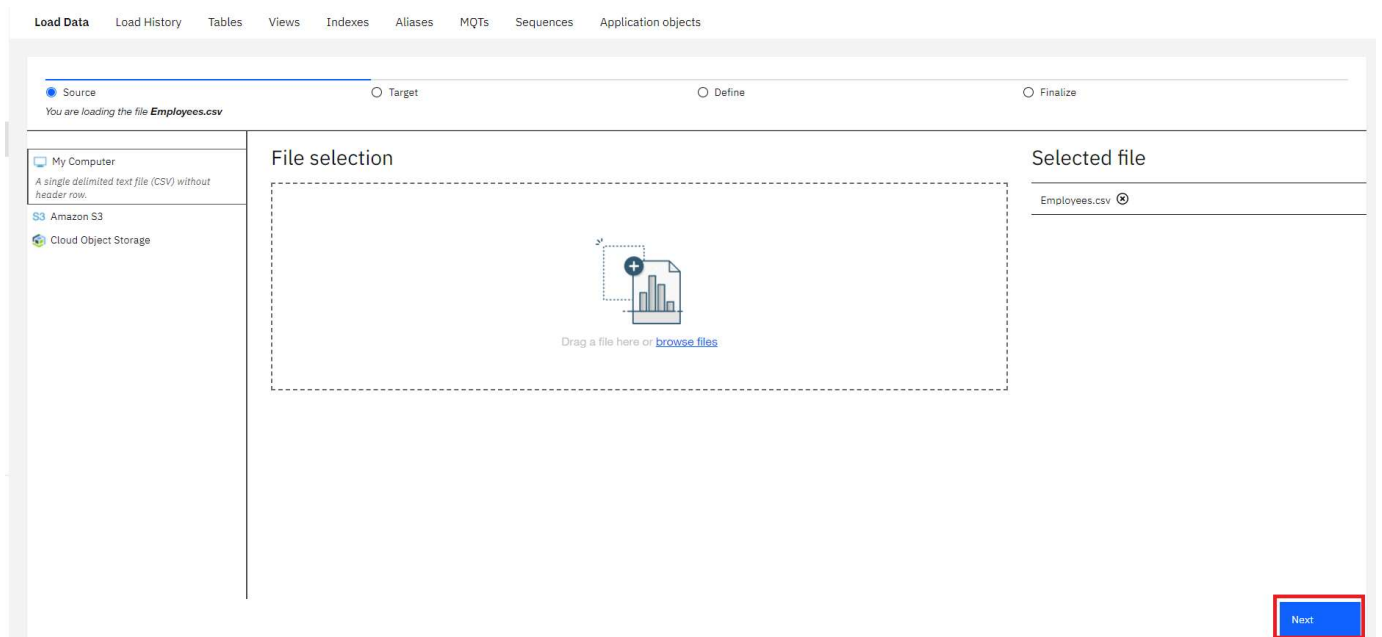 Load Data Load History Tables Views Indexes Aliases MQTs Sequences Application objects
Source Target Define Finalize
You are loading the file Employees.csv
My Computer
A single delimited text file (CSV) without
header row.
S3 Amazon S3
Cloud Object Storage
File selection
Drag a file here or browse files
Selected file
Employees.csv
Next